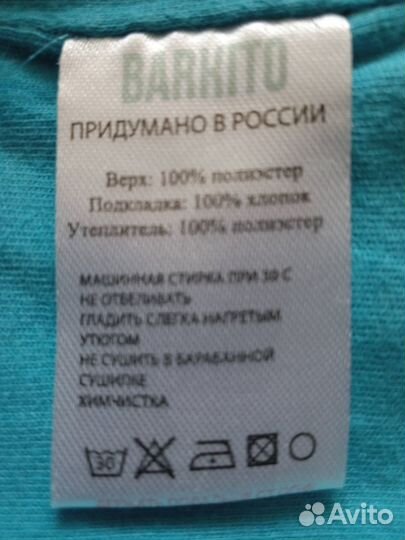 BARKITO
ПРИДУМАНО В РОССИИ
Верх: 100% полиэстер
Подкладка: 100% хлопок
Утеплитель: 100% полиэстер
МАШИННАЯ СТИРКА ПРИ 30 С
НЕ ОТБЕЛИВАТЬ
ГЛАДИТЬ СЛЕГКА НАГРЕТЫМ
УТЮГОМ
НЕ СУШИТЬ В БАРАБАННОЙ
СУШИЛКЕ
ХИМЧИСТКА
30
Avito